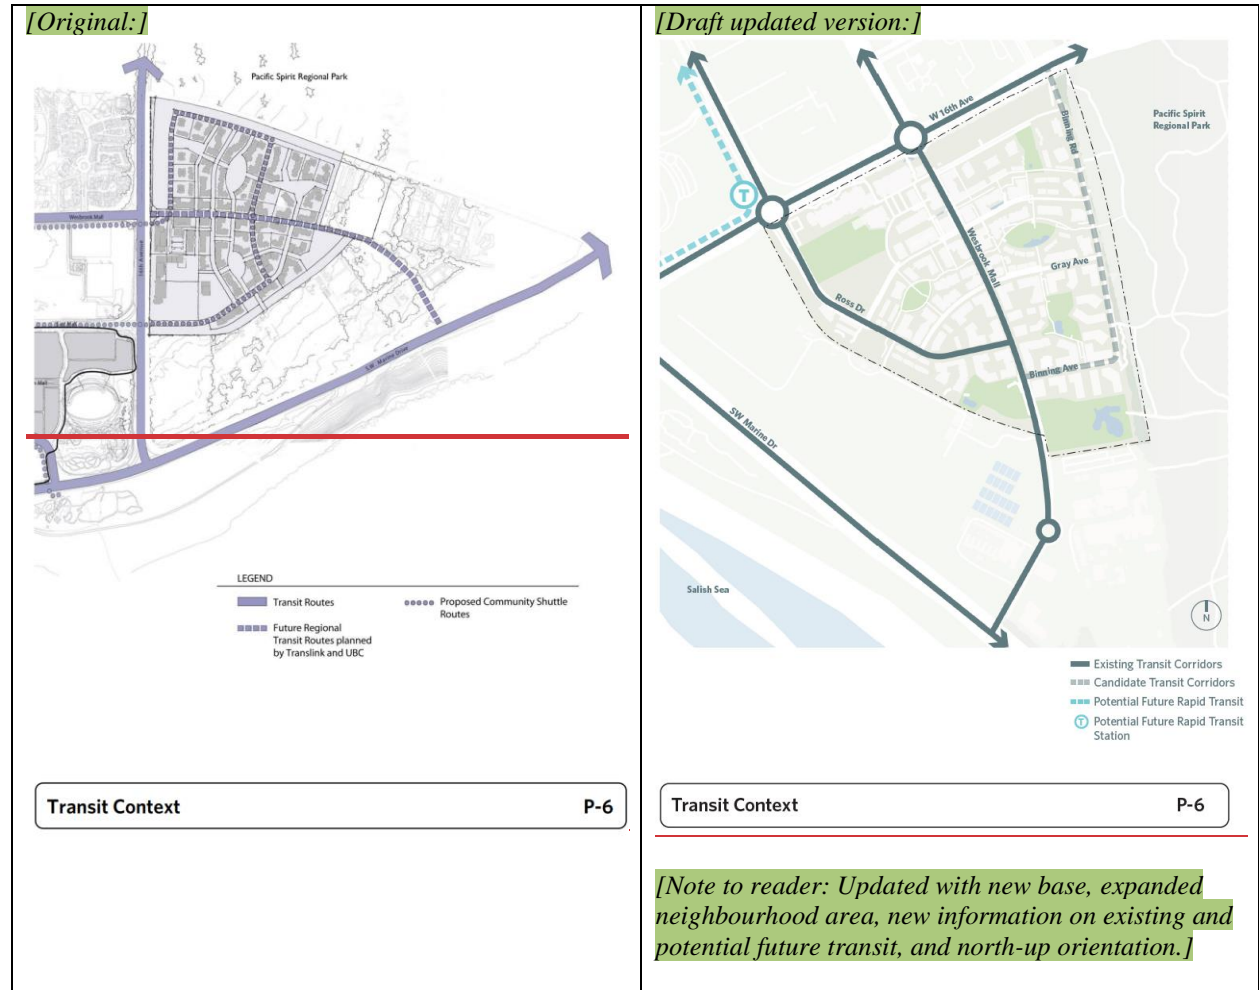 [Original:]
Pacific Spirit Regional Park
Wesbrook Mall
16th Avenue
S.W. Marine Drive
LEGEND
Transit Routes
Future Regional
Transit Routes planned
by Translink and UBC
Proposed Community Shuttle
Routes
Transit Context P-6
[Draft updated version:]
W 16th Ave
Pacific Spirit
Regional Park
Binning Rd
T
Wesbrook Mall
Gray Ave
Ross Dr
Binning Ave
SW Marine Dr
Salish Sea
N
Existing Transit Corridors
Candidate Transit Corridors
Potential Future Rapid Transit
T Potential Future Rapid Transit
Station
Transit Context P-6
[Note to reader: Updated with new base, expanded
neighbourhood area, new information on existing and
potential future transit, and north-up orientation.]